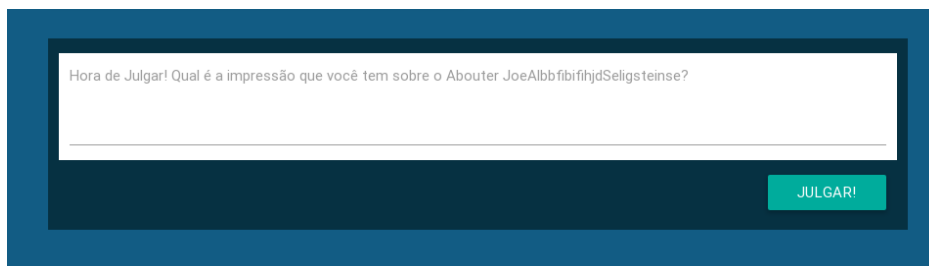 Hora de Julgar! Qual é a impressão que você tem sobre o Abouter JoeAlbbfibifihjdSeligsteinse?
JULGAR!